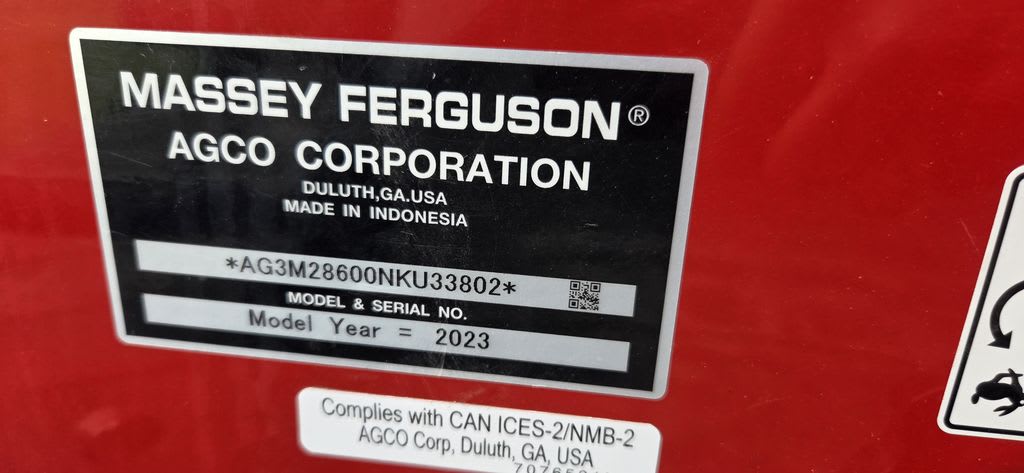 MASSEY FERGUSON®
AGCO CORPORATION
DULUTH,GA.USA
MADE IN INDONESIA
*AG3M28600NKU33802*
MODEL & SERIAL NO.
Model Year = 2023
Complies with CAN ICES-2/NMB-2
AGCO Corp, Duluth, GA, USA